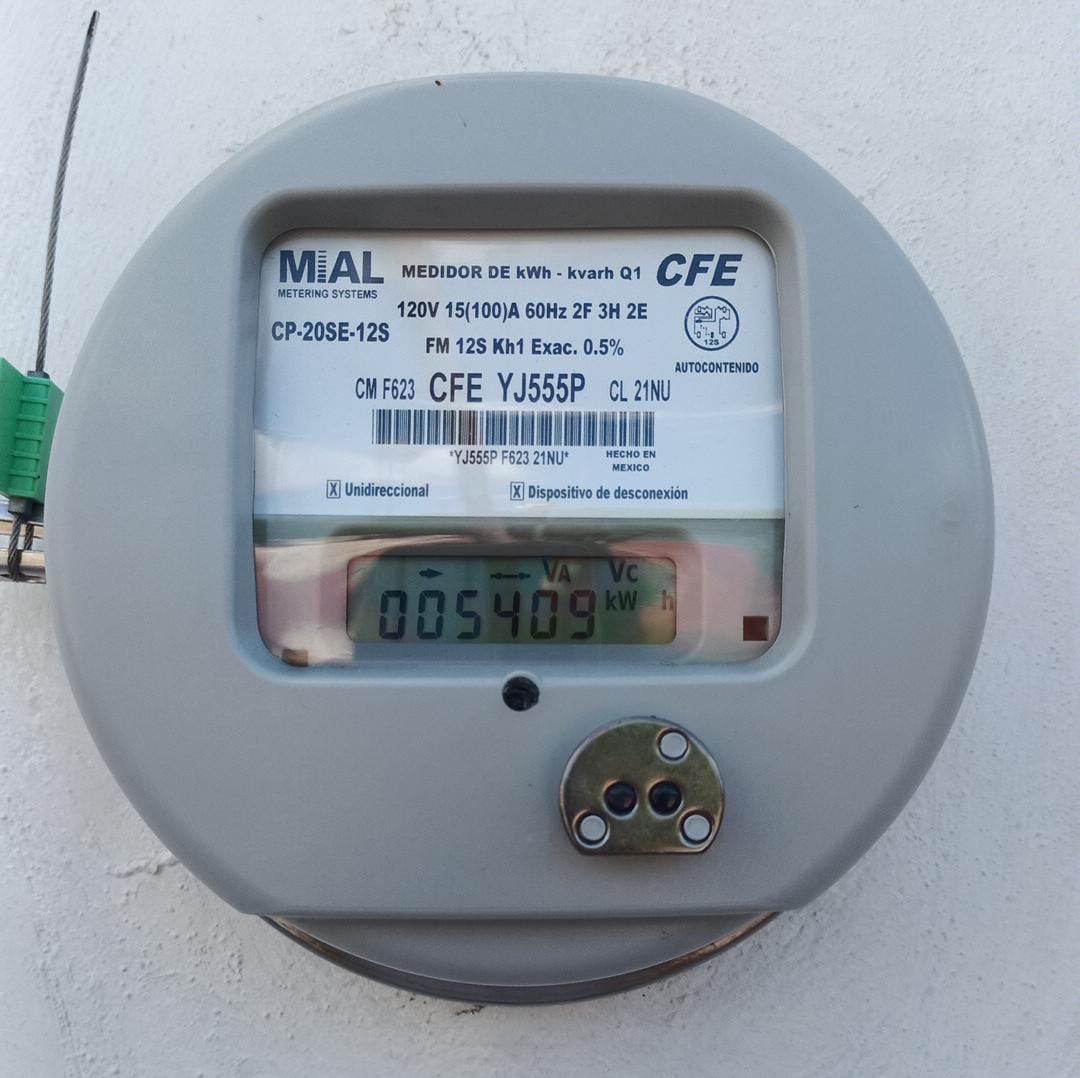 MIAL
METERING SYSTEMS
MEDIDOR DE kWh - kvarh Q1
CFE
120V 15(100)A 60Hz 2F 3H 2E
CP-20SE-12S
FM 12S Kh1 Exac. 0.5%
12S
AUTOCONTENIDO
CM F623 CFE YJ555P CL 21NU
*YJ555P F623 21NU*
HECHO EN
MEXICO
X Unidireccional
X Dispositivo de desconexión
VA VC
005409 kW h